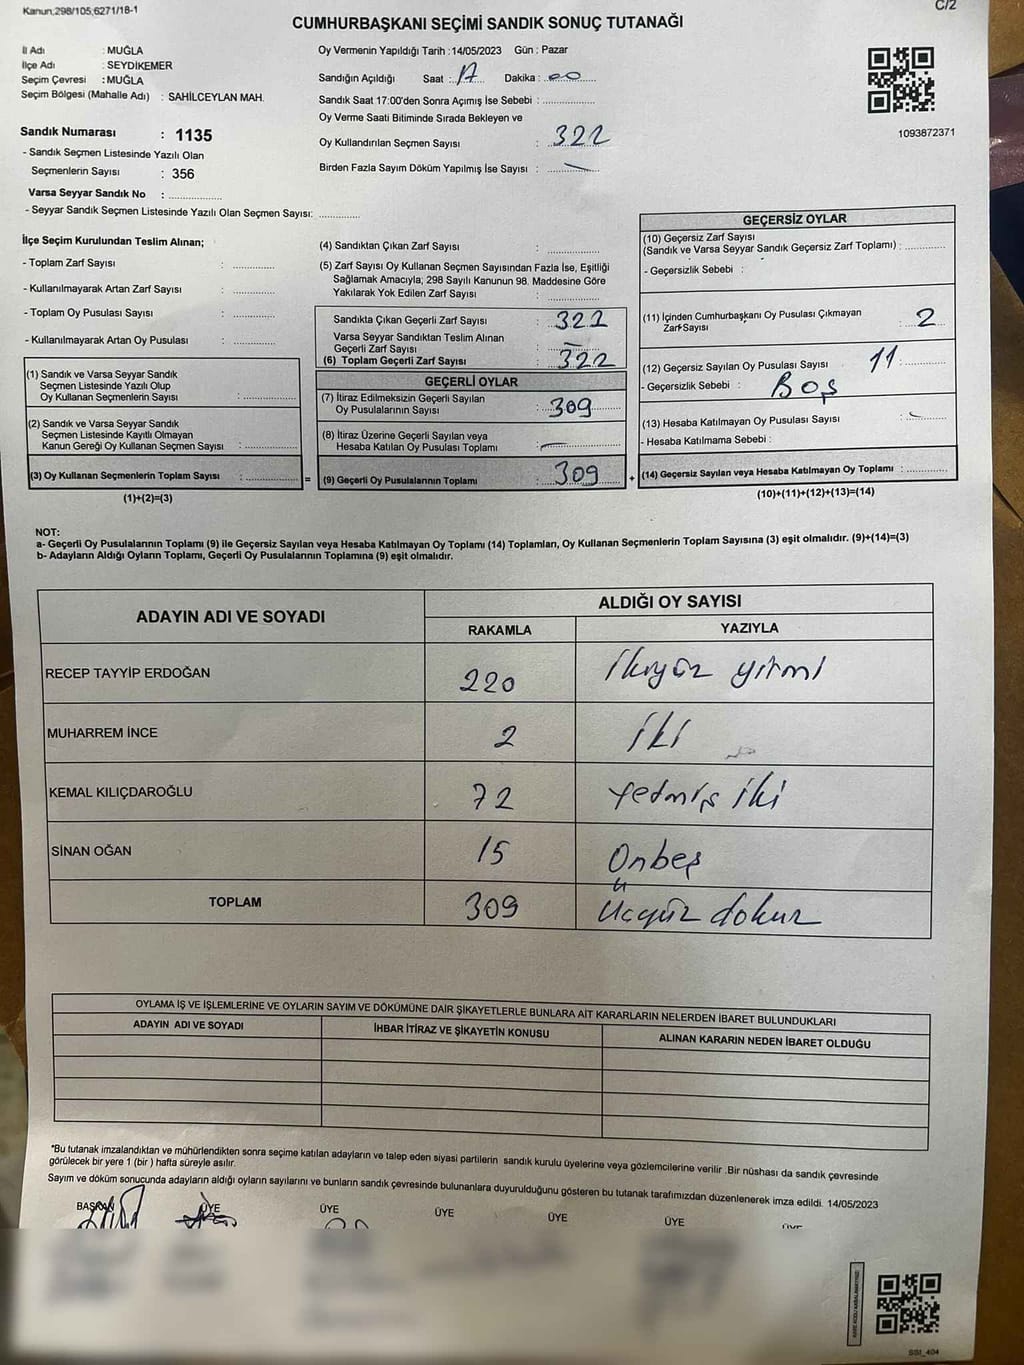 Kanun;298/105;6271/18-1
C/2
CUMHURBAŞKANI SEÇİMİ SANDIK SONUÇ TUTANAĞI
İl Adı : MUĞLA
İlçe Adı : SEYDİKEMER
Seçim Çevresi : MUĞLA
Seçim Bölgesi (Mahalle Adı) : SAHİLCEYLAN MAH.
Sandık Numarası : 1135
- Sandık Seçmen Listesinde Yazılı Olan
Seçmenlerin Sayısı : 356
Varsa Seyyar Sandık No : ..................
- Seyyar Sandık Seçmen Listesinde Yazılı Olan Seçmen Sayısı: ..............
Oy Vermenin Yapıldığı Tarih : 14/05/2023 Gün : Pazar
Sandığın Açıldığı Saat : 17 Dakika : 00
Sandık Saat 17:00'den Sonra Açımış İse Sebebi : .................
Oy Verme Saati Bitiminde Sırada Bekleyen ve
Oy Kullandırılan Seçmen Sayısı : 322
Birden Fazla Sayım Döküm Yapılmış İse Sayısı : —
1093872371
İlçe Seçim Kurulundan Teslim Alınan;
- Toplam Zarf Sayısı : ..............
- Kullanılmayarak Artan Zarf Sayısı : ..............
- Toplam Oy Pusulası Sayısı : ..............
- Kullanılmayarak Artan Oy Pusulası : ..............
(1) Sandık ve Varsa Seyyar Sandık
Seçmen Listesinde Yazılı Olup
Oy Kullanan Seçmenlerin Sayısı : ..............
(2) Sandık ve Varsa Seyyar Sandık
Seçmen Listesinde Kayıtlı Olmayan
Kanun Gereği Oy Kullanan Seçmen Sayısı : ..............
(3) Oy Kullanan Seçmenlerin Toplam Sayısı : .............. =
(1)+(2)=(3)
(4) Sandıktan Çıkan Zarf Sayısı : ..............
(5) Zarf Sayısı Oy Kullanan Seçmen Sayısından Fazla İse, Eşitliği
Sağlamak Amacıyla; 298 Sayılı Kanunun 98. Maddesine Göre
Yakılarak Yok Edilen Zarf Sayısı : ..............
Sandıkta Çıkan Geçerli Zarf Sayısı : 322
Varsa Seyyar Sandıktan Teslim Alınan
Geçerli Zarf Sayısı : —
(6) Toplam Geçerli Zarf Sayısı : 322
GEÇERLİ OYLAR
(7) İtiraz Edilmeksizin Geçerli Sayılan
Oy Pusulalarının Sayısı : 309
(8) İtiraz Üzerine Geçerli Sayılan veya
Hesaba Katılan Oy Pusulası Toplamı : —
(9) Geçerli Oy Pusulalarının Toplamı : 309 +
GEÇERSİZ OYLAR
(10) Geçersiz Zarf Sayısı
(Sandık ve Varsa Seyyar Sandık Geçersiz Zarf Toplamı) : ............
- Geçersizlik Sebebi :
(11) İçinden Cumhurbaşkanı Oy Pusulası Çıkmayan
Zarf Sayısı : 2
(12) Geçersiz Sayılan Oy Pusulası Sayısı : 11
- Geçersizlik Sebebi : Boş
(13) Hesaba Katılmayan Oy Pusulası Sayısı : —
- Hesaba Katılmama Sebebi :
(14) Geçersiz Sayılan veya Hesaba Katılmayan Oy Toplamı : ............
(10)+(11)+(12)+(13)=(14)
NOT:
a- Geçerli Oy Pusulalarının Toplamı (9) ile Geçersiz Sayılan veya Hesaba Katılmayan Oy Toplamı (14) Toplamları, Oy Kullanan Seçmenlerin Toplam Sayısına (3) eşit olmalıdır. (9)+(14)=(3)
b- Adayların Aldığı Oyların Toplamı, Geçerli Oy Pusulalarının Toplamına (9) eşit olmalıdır.
ADAYIN ADI VE SOYADI ALDIĞI OY SAYISI
RAKAMLA YAZIYLA
RECEP TAYYİP ERDOĞAN 220 İkiyüz yirmi
MUHARREM İNCE 2 İki
KEMAL KILIÇDAROĞLU 72 Yetmiş iki
SİNAN OĞAN 15 Onbeş
TOPLAM 309 Üçyüz dokuz
OYLAMA İŞ VE İŞLEMLERİNE VE OYLARIN SAYIM VE DÖKÜMÜNE DAİR ŞİKAYETLERLE BUNLARA AİT KARARLARIN NELERDEN İBARET BULUNDUKLARI
ADAYIN ADI VE SOYADI İHBAR İTİRAZ VE ŞİKAYETİN KONUSU ALINAN KARARIN NEDEN İBARET OLDUĞU
*Bu tutanak imzalandıktan ve mühürlendikten sonra seçime katılan adayların ve talep eden siyasi partilerin sandık kurulu üyelerine veya gözlemcilerine verilir .Bir nüshası da sandık çevresinde
görülecek bir yere 1 (bir ) hafta süreyle asılır.
Sayım ve döküm sonucunda adayların aldığı oyların sayılarını ve bunların sandık çevresinde bulunanlara duyurulduğunu gösteren bu tutanak tarafımızdan düzenlenerek imza edildi. 14/05/2023
BAŞKAN ÜYE ÜYE ÜYE ÜYE ÜYE ÜYE
SSI_404